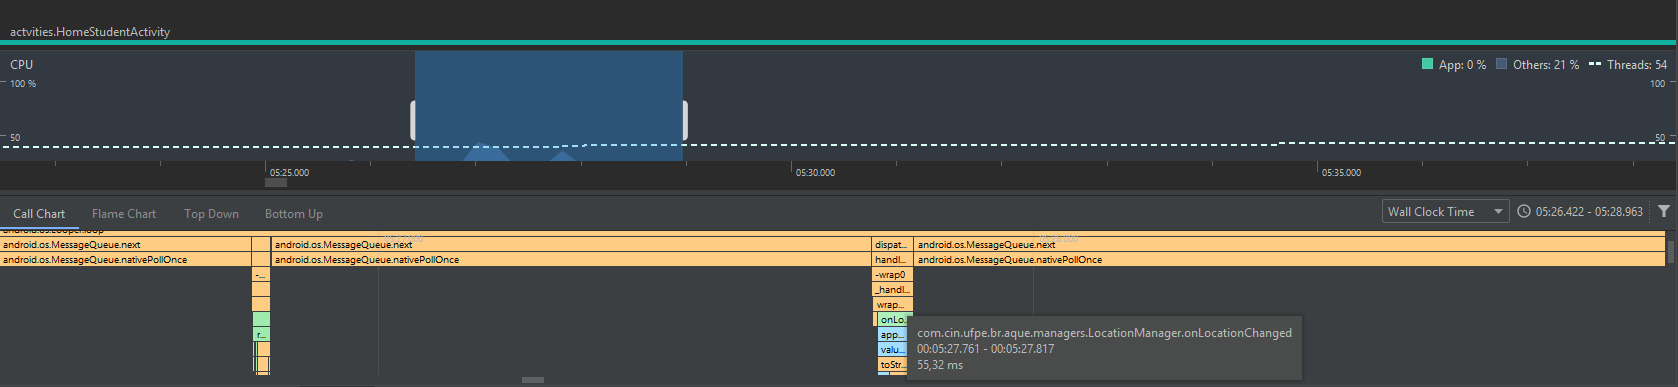 actvities.HomeStudentActivity
CPU
App: 0 % Others: 21 % Threads: 54
100 % 100
50 50
05:25.000 05:30.000 05:35.000
Call Chart Flame Chart Top Down Bottom Up Wall Clock Time 05:26.422 - 05:28.963
android.os.Looper.loop
android.os.MessageQueue.next android.os.MessageQueue.next dispat... android.os.MessageQueue.next
android.os.MessageQueue.nativePollOnce android.os.MessageQueue.nativePollOnce handl... android.os.MessageQueue.nativePollOnce
-... -wrap0
_handl...
wrap...
onLo...
r... app...
valu...
toStr...
com.cin.ufpe.br.aque.managers.LocationManager.onLocationChanged
00:05:27.761 - 00:05:27.817
55,32 ms